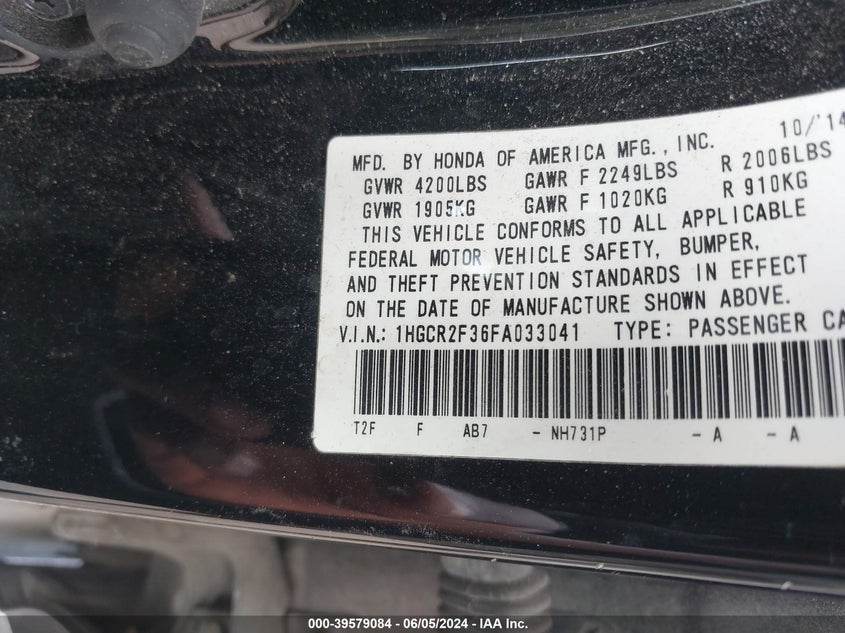 10/'14
MFD. BY HONDA OF AMERICA MFG., INC.
GVWR 4200LBS GAWR F 2249LBS R 2006LBS
GVWR 1905KG GAWR F 1020KG R 910KG
THIS VEHICLE CONFORMS TO ALL APPLICABLE
FEDERAL MOTOR VEHICLE SAFETY, BUMPER,
AND THEFT PREVENTION STANDARDS IN EFFECT
ON THE DATE OF MANUFACTURE SHOWN ABOVE.
V.I.N.: 1HGCR2F36FA033041 TYPE: PASSENGER CA
T2F F AB7 - NH731P - A - A
000-39579084 - 06/05/2024 - IAA Inc.